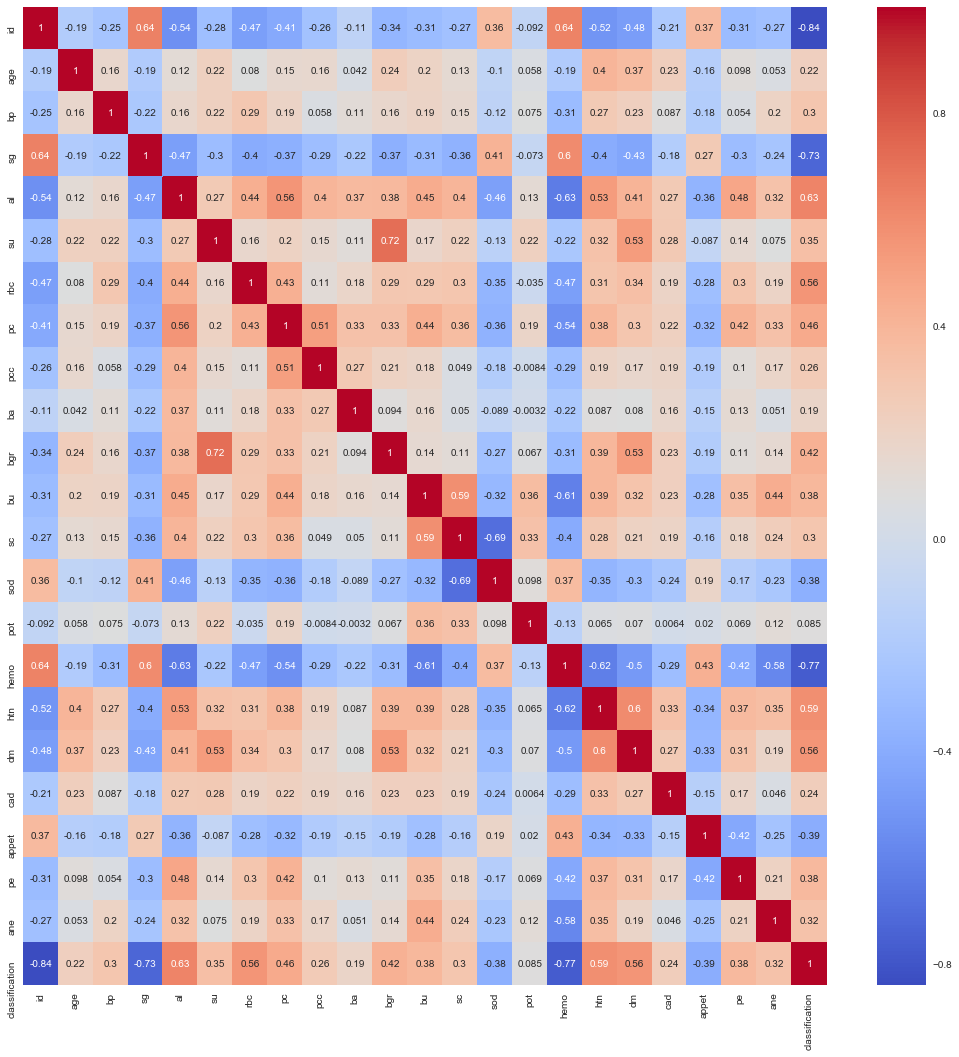 id 1 -0.19 -0.25 0.64 -0.54 -0.28 -0.47 -0.41 -0.26 -0.11 -0.34 -0.31 -0.27 0.36 -0.092 0.64 -0.52 -0.48 -0.21 0.37 -0.31 -0.27 -0.84
age -0.19 1 0.16 -0.19 0.12 0.22 0.08 0.15 0.16 0.042 0.24 0.2 0.13 -0.1 0.058 -0.19 0.4 0.37 0.23 -0.16 0.098 0.053 0.22
bp -0.25 0.16 1 -0.22 0.16 0.22 0.29 0.19 0.058 0.11 0.16 0.19 0.15 -0.12 0.075 -0.31 0.27 0.23 0.087 -0.18 0.054 0.2 0.3
0.8
sg 0.64 -0.19 -0.22 1 -0.47 -0.3 -0.4 -0.37 -0.29 -0.22 -0.37 -0.31 -0.36 0.41 -0.073 0.6 -0.4 -0.43 -0.18 0.27 -0.3 -0.24 -0.73
al -0.54 0.12 0.16 -0.47 1 0.27 0.44 0.56 0.4 0.37 0.38 0.45 0.4 -0.46 0.13 -0.63 0.53 0.41 0.27 -0.36 0.48 0.32 0.63
su -0.28 0.22 0.22 -0.3 0.27 1 0.16 0.2 0.15 0.11 0.72 0.17 0.22 -0.13 0.22 -0.22 0.32 0.53 0.28 -0.087 0.14 0.075 0.35
rbc -0.47 0.08 0.29 -0.4 0.44 0.16 1 0.43 0.11 0.18 0.29 0.29 0.3 -0.35 -0.035 -0.47 0.31 0.34 0.19 -0.28 0.3 0.19 0.56
pc -0.41 0.15 0.19 -0.37 0.56 0.2 0.43 1 0.51 0.33 0.33 0.44 0.36 -0.36 0.19 -0.54 0.38 0.3 0.22 -0.32 0.42 0.33 0.46
0.4
pcc -0.26 0.16 0.058 -0.29 0.4 0.15 0.11 0.51 1 0.27 0.21 0.18 0.049 -0.18 -0.0084 -0.29 0.19 0.17 0.19 -0.19 0.1 0.17 0.26
ba -0.11 0.042 0.11 -0.22 0.37 0.11 0.18 0.33 0.27 1 0.094 0.16 0.05 -0.089 -0.0032 -0.22 0.087 0.08 0.16 -0.15 0.13 0.051 0.19
bgr -0.34 0.24 0.16 -0.37 0.38 0.72 0.29 0.33 0.21 0.094 1 0.14 0.11 -0.27 0.067 -0.31 0.39 0.53 0.23 -0.19 0.11 0.14 0.42
bu -0.31 0.2 0.19 -0.31 0.45 0.17 0.29 0.44 0.18 0.16 0.14 1 0.59 -0.32 0.36 -0.61 0.39 0.32 0.23 -0.28 0.35 0.44 0.38
sc -0.27 0.13 0.15 -0.36 0.4 0.22 0.3 0.36 0.049 0.05 0.11 0.59 1 -0.69 0.33 -0.4 0.28 0.21 0.19 -0.16 0.18 0.24 0.3
0.0
sod 0.36 -0.1 -0.12 0.41 -0.46 -0.13 -0.35 -0.36 -0.18 -0.089 -0.27 -0.32 -0.69 1 0.098 0.37 -0.35 -0.3 -0.24 0.19 -0.17 -0.23 -0.38
pot -0.092 0.058 0.075 -0.073 0.13 0.22 -0.035 0.19 -0.0084 -0.0032 0.067 0.36 0.33 0.098 1 -0.13 0.065 0.07 0.0064 0.02 0.069 0.12 0.085
hemo 0.64 -0.19 -0.31 0.6 -0.63 -0.22 -0.47 -0.54 -0.29 -0.22 -0.31 -0.61 -0.4 0.37 -0.13 1 -0.62 -0.5 -0.29 0.43 -0.42 -0.58 -0.77
htn -0.52 0.4 0.27 -0.4 0.53 0.32 0.31 0.38 0.19 0.087 0.39 0.39 0.28 -0.35 0.065 -0.62 1 0.6 0.33 -0.34 0.37 0.35 0.59
dm -0.48 0.37 0.23 -0.43 0.41 0.53 0.34 0.3 0.17 0.08 0.53 0.32 0.21 -0.3 0.07 -0.5 0.6 1 0.27 -0.33 0.31 0.19 0.56
-0.4
cad -0.21 0.23 0.087 -0.18 0.27 0.28 0.19 0.22 0.19 0.16 0.23 0.23 0.19 -0.24 0.0064 -0.29 0.33 0.27 1 -0.15 0.17 0.046 0.24
appet 0.37 -0.16 -0.18 0.27 -0.36 -0.087 -0.28 -0.32 -0.19 -0.15 -0.19 -0.28 -0.16 0.19 0.02 0.43 -0.34 -0.33 -0.15 1 -0.42 -0.25 -0.39
pe -0.31 0.098 0.054 -0.3 0.48 0.14 0.3 0.42 0.1 0.13 0.11 0.35 0.18 -0.17 0.069 -0.42 0.37 0.31 0.17 -0.42 1 0.21 0.38
ane -0.27 0.053 0.2 -0.24 0.32 0.075 0.19 0.33 0.17 0.051 0.14 0.44 0.24 -0.23 0.12 -0.58 0.35 0.19 0.046 -0.25 0.21 1 0.32
classification -0.84 0.22 0.3 -0.73 0.63 0.35 0.56 0.46 0.26 0.19 0.42 0.38 0.3 -0.38 0.085 -0.77 0.59 0.56 0.24 -0.39 0.38 0.32 1
-0.8
id age bp sg al su rbc pc pcc ba bgr bu sc sod pot hemo htn dm cad appet pe ane classification